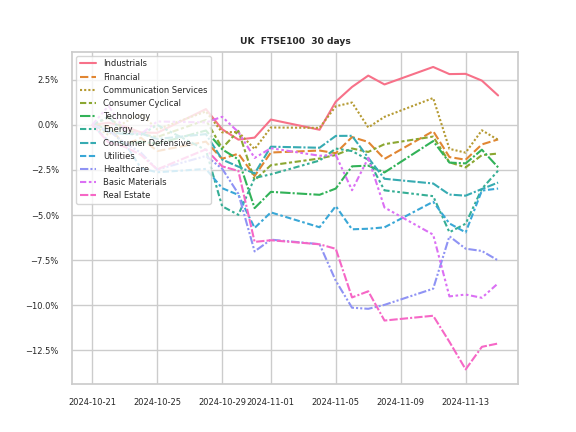 UK FTSE100 30 days
Industrials
Financial
Communication Services
Consumer Cyclical
Technology
Energy
Consumer Defensive
Utilities
Healthcare
Basic Materials
Real Estate
2.5%
0.0%
−2.5%
−5.0%
−7.5%
−10.0%
−12.5%
2024-10-21 2024-10-25 2024-10-29 2024-11-01 2024-11-05 2024-11-09 2024-11-13